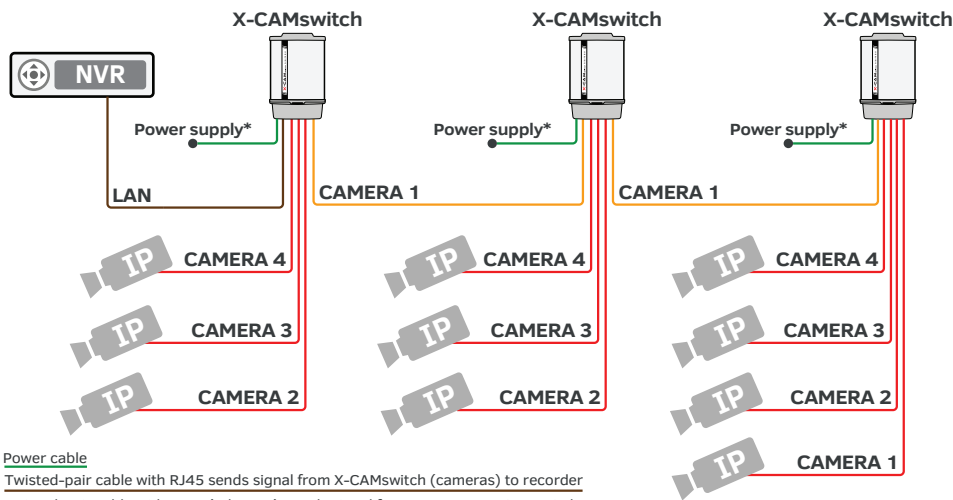 X-CAMswitch X-CAMswitch X-CAMswitch
NVR
Power supply* Power supply* Power supply*
LAN CAMERA 1 CAMERA 1
IP CAMERA 4 IP CAMERA 4 IP CAMERA 4
IP CAMERA 3 IP CAMERA 3 IP CAMERA 3
IP CAMERA 2 IP CAMERA 2 IP CAMERA 2
IP CAMERA 1
Power cable
Twisted-pair cable with RJ45 sends signal from X-CAMswitch (cameras) to recorder